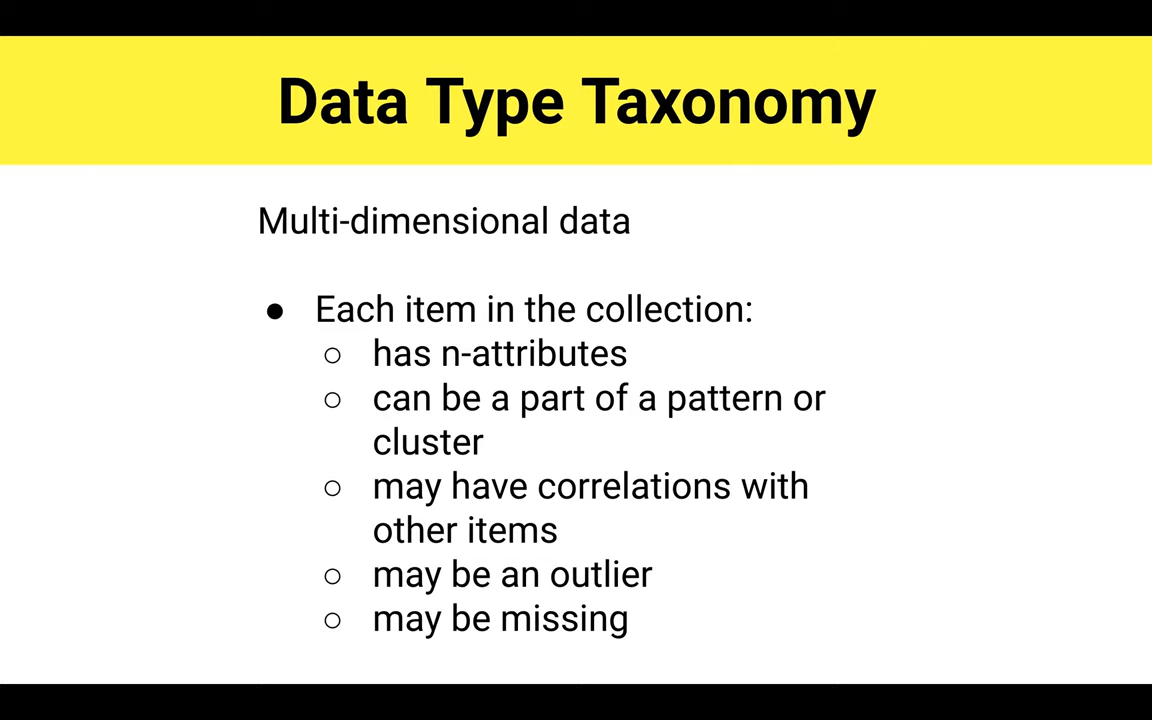 Data Type Taxonomy
Multi-dimensional data
● Each item in the collection:
○ has n-attributes
○ can be a part of a pattern or
cluster
○ may have correlations with
other items
○ may be an outlier
○ may be missing